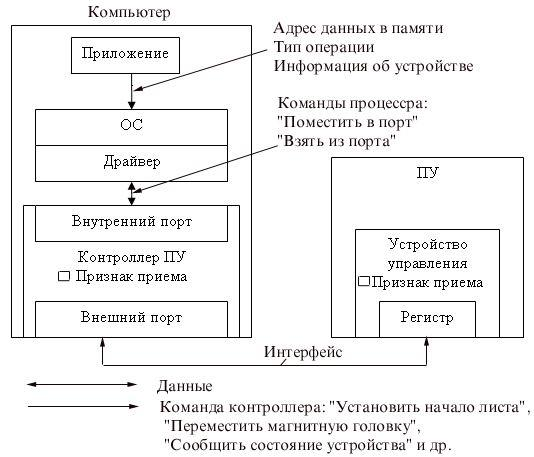 Компьютер
Адрес данных в памяти
Тип операции
Информация об устройстве
Приложение
Команды процессра:
"Поместить в порт"
"Взять из порта"
ОС
Драйвер
ПУ
Внутренний порт
Контроллер ПУ
Признак приема
Внешний порт
Устройство
управления
Признак приема
Регистр
Интерфейс
Данные
Команда контроллера: "Установить начало листа",
"Переместить магнитную головку",
"Сообщить состояние устройства" и др.